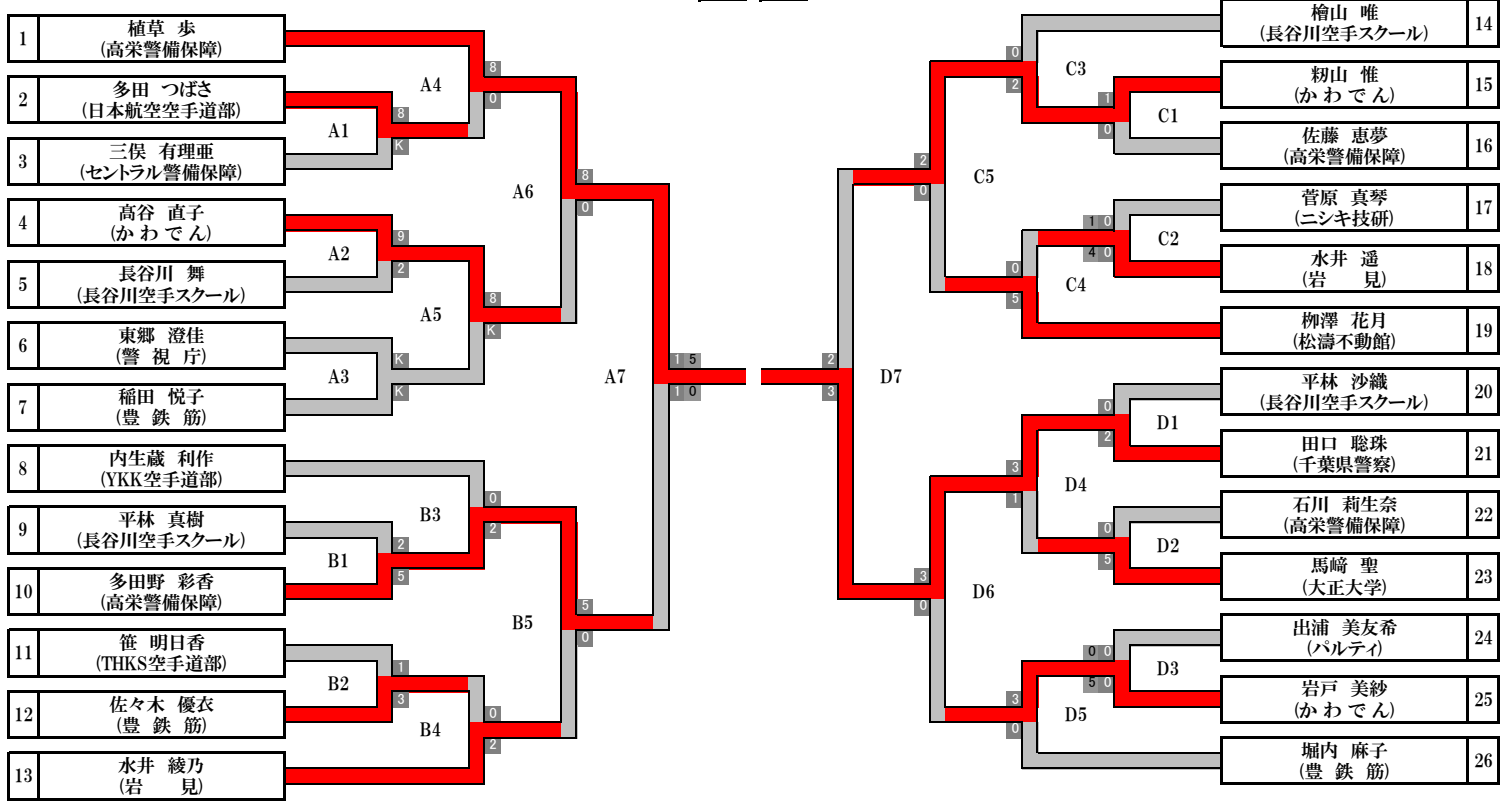 1
植草 歩
(高栄警備保障)
2
多田 つばさ
(日本航空空手道部)
3
三俣 有理亜
(セントラル警備保障)
4
高谷 直子
(か わ で ん)
5
長谷川 舞
(長谷川空手スクール)
6
東郷 澄佳
(警 視 庁)
7
稲田 悦子
(豊 鉄 筋)
8
内生蔵 利作
(YKK空手道部)
9
平林 真樹
(長谷川空手スクール)
10
多田野 彩香
(高栄警備保障)
11
笹 明日香
(THKS空手道部)
12
佐々木 優衣
(豊 鉄 筋)
13
水井 綾乃
(岩 見)
A4
8
0
A1
8
K
A6
8
0
A2
9
2
A5
8
K
A3
K
K
A7
1 5
1 0
B3
0
2
B1
2
5
B5
5
0
B2
1
3
B4
0
2
檜山 唯
(長谷川空手スクール)
14
籾山 惟
(か わ で ん)
15
佐藤 恵夢
(高栄警備保障)
16
菅原 真琴
(ニシキ技研)
17
水井 遥
(岩 見)
18
栁澤 花月
(松濤不動館)
19
平林 沙織
(長谷川空手スクール)
20
田口 聡珠
(千葉県警察)
21
石川 莉生奈
(高栄警備保障)
22
馬﨑 聖
(大正大学)
23
出浦 美友希
(パルティ)
24
岩戸 美紗
(か わ で ん)
25
堀内 麻子
(豊 鉄 筋)
26
0
2
C3
1
0
C1
2
0
C5
1 0
4 0
C2
0
5
C4
2
3
D7
0
2
D1
3
1
D4
0
5
D2
3
0
D6
0 0
5 0
D3
3
0
D5